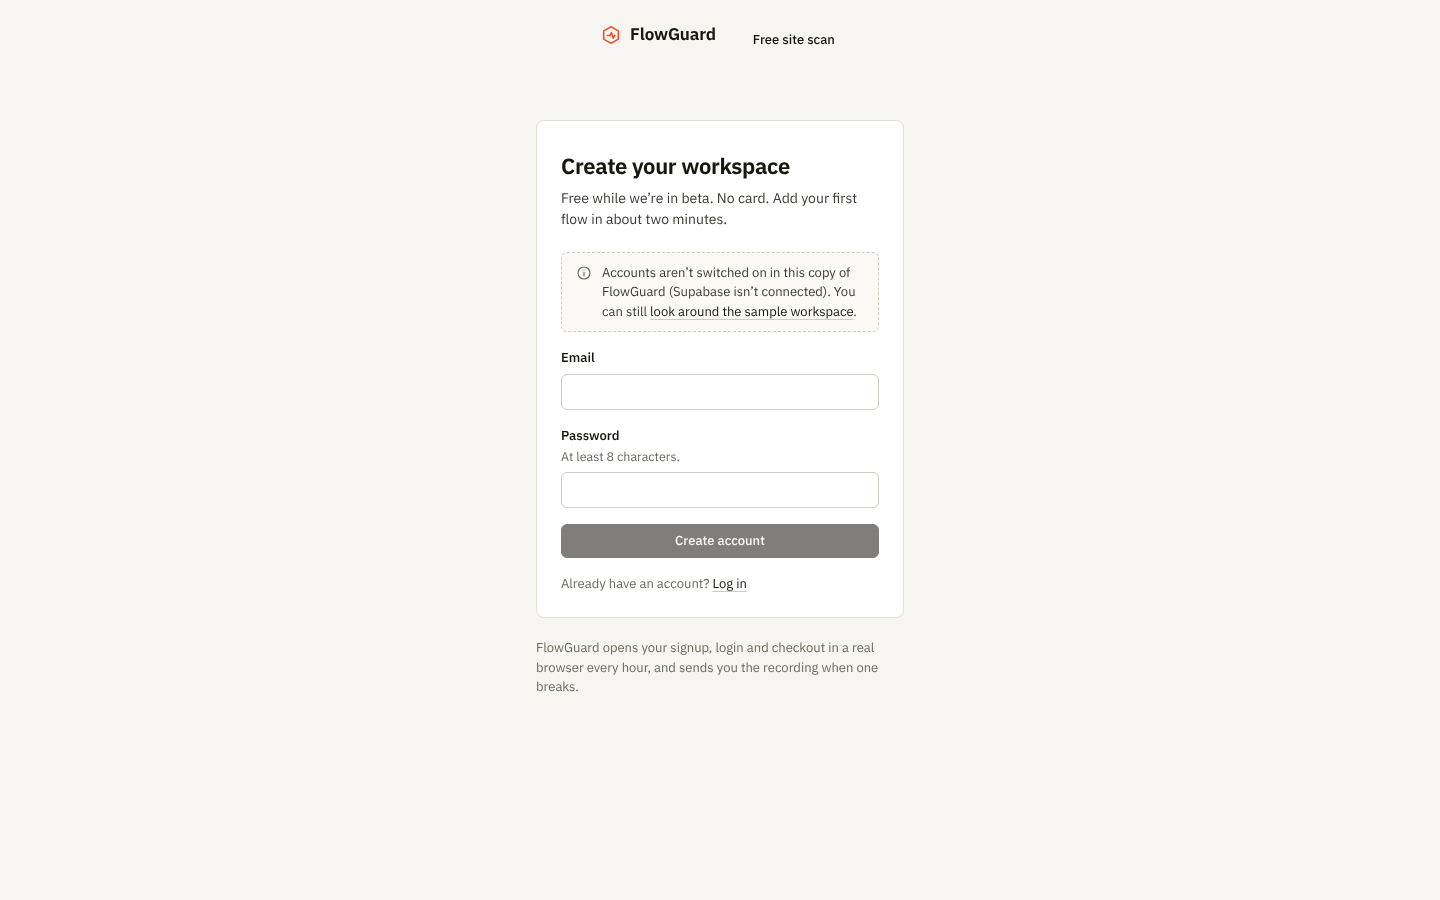 FlowGuard
Free site scan
Create your workspace
Free while we’re in beta. No card. Add your first
flow in about two minutes.
Accounts aren’t switched on in this copy of
FlowGuard (Supabase isn’t connected). You
can still look around the sample workspace.
Email
Password
At least 8 characters.
Create account
Already have an account? Log in
FlowGuard opens your signup, login and checkout in a real
browser every hour, and sends you the recording when one
breaks.